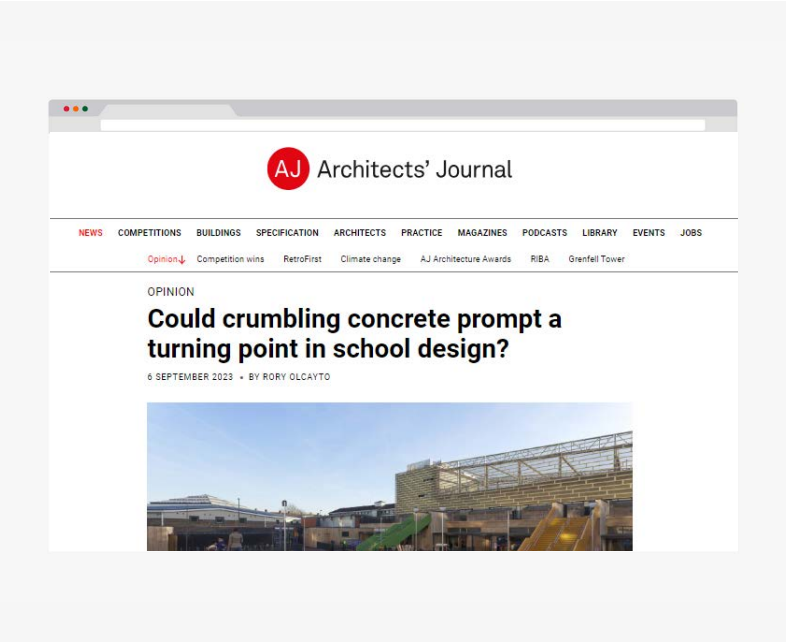 AJ Architects' Journal
NEWS COMPETITIONS BUILDINGS SPECIFICATION ARCHITECTS PRACTICE MAGAZINES PODCASTS LIBRARY EVENTS JOBS
Opinion↓ Competition wins RetroFirst Climate change AJ Architecture Awards RIBA Grenfell Tower
OPINION
Could crumbling concrete prompt a
turning point in school design?
6 SEPTEMBER 2023 • BY RORY OLCAYTO